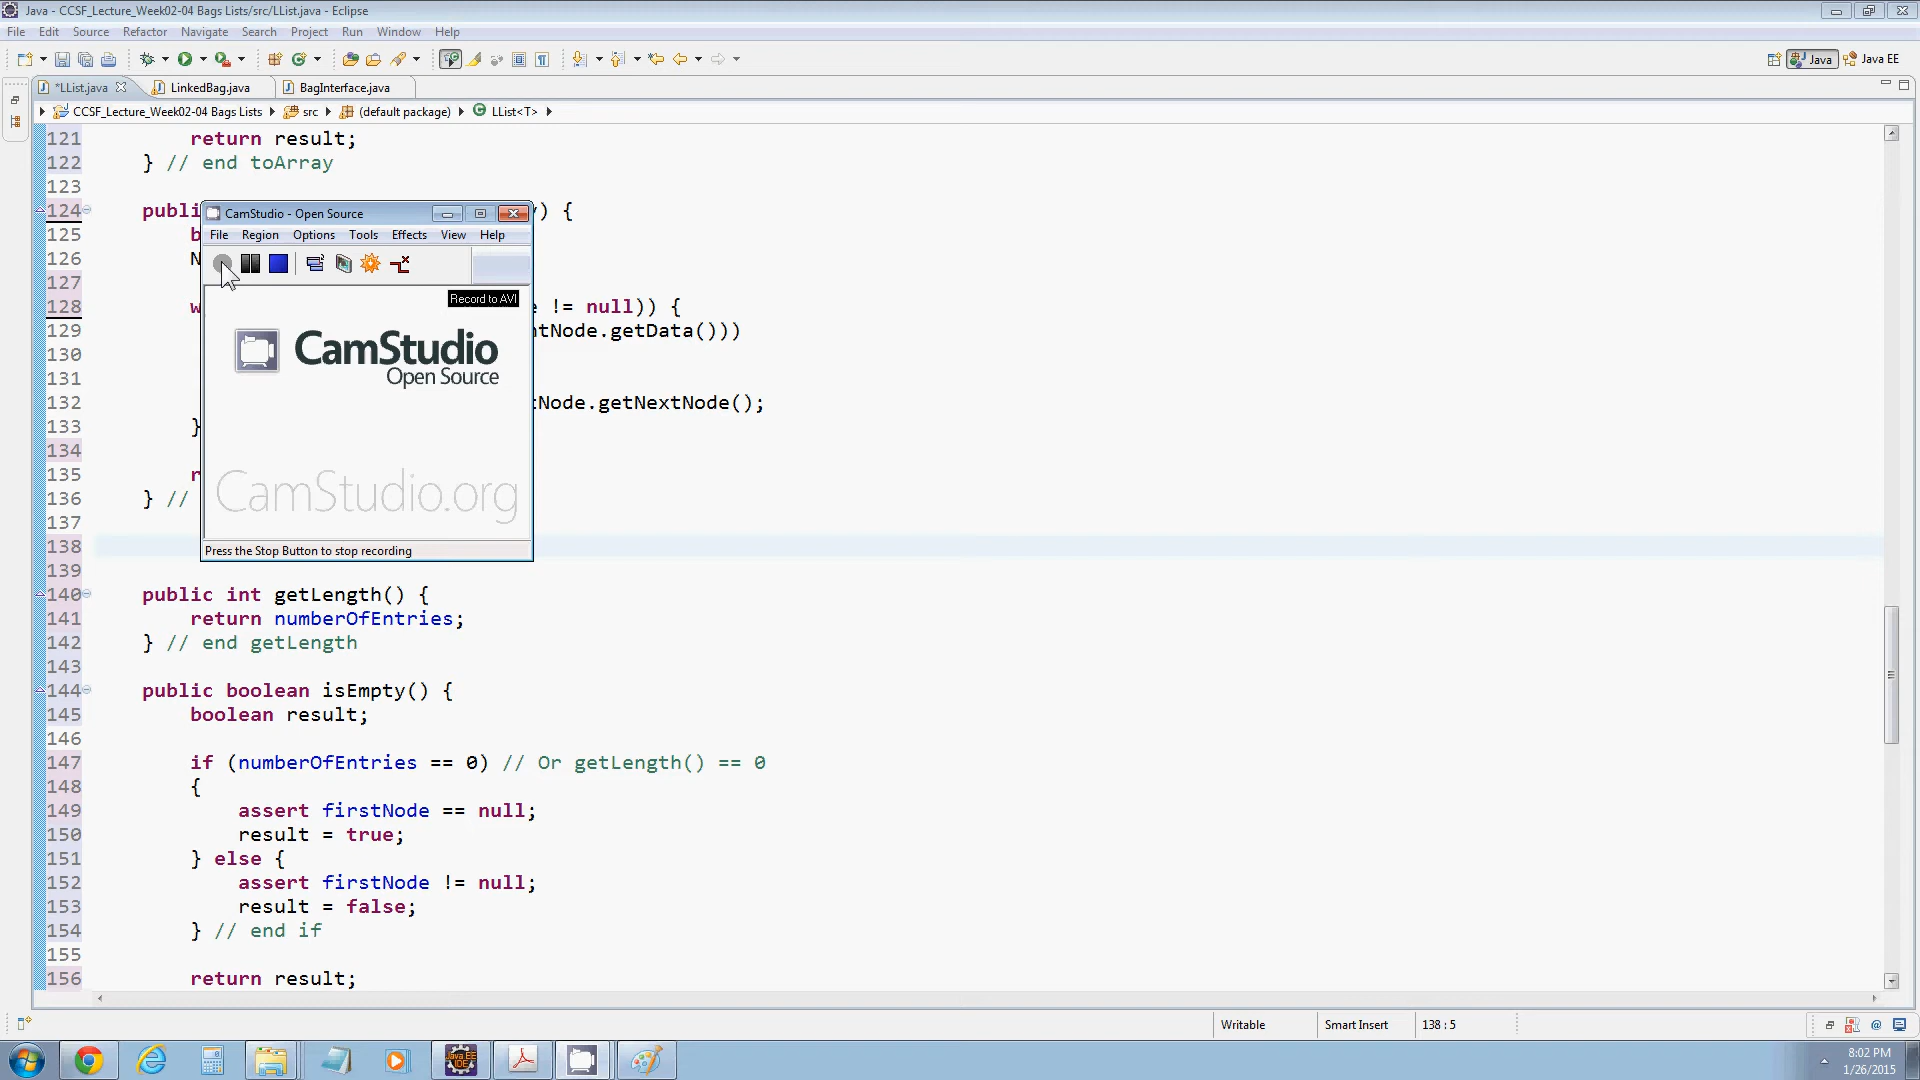 Java - CCSF_Lecture_Week02-04 Bags Lists/src/LList.java - Eclipse
File Edit Source Refactor Navigate Search Project Run Window Help
Java Java EE
*LList.java LinkedBag.java BagInterface.java
CCSF_Lecture_Week02-04 Bags Lists src (default package) LList<T>
121 return result;
122 } // end toArray
123
124 publi ) {
125 b
126 N
127
128 w != null)) {
129 ntNode.getData()))
130
131
132 tNode.getNextNode();
133 }
134
135 r
136 } //
137
138
139
140 public int getLength() {
141 return numberOfEntries;
142 } // end getLength
143
144 public boolean isEmpty() {
145 boolean result;
146
147 if (numberOfEntries == 0) // Or getLength() == 0
148 {
149 assert firstNode == null;
150 result = true;
151 } else {
152 assert firstNode != null;
153 result = false;
154 } // end if
155
156 return result;
CamStudio - Open Source
File Region Options Tools Effects View Help
Record to AVI
CamStudio
Open Source
CamStudio.org
Press the Stop Button to stop recording
Writable Smart Insert 138 : 5
Java EE
IDE
8:02 PM
1/26/2015